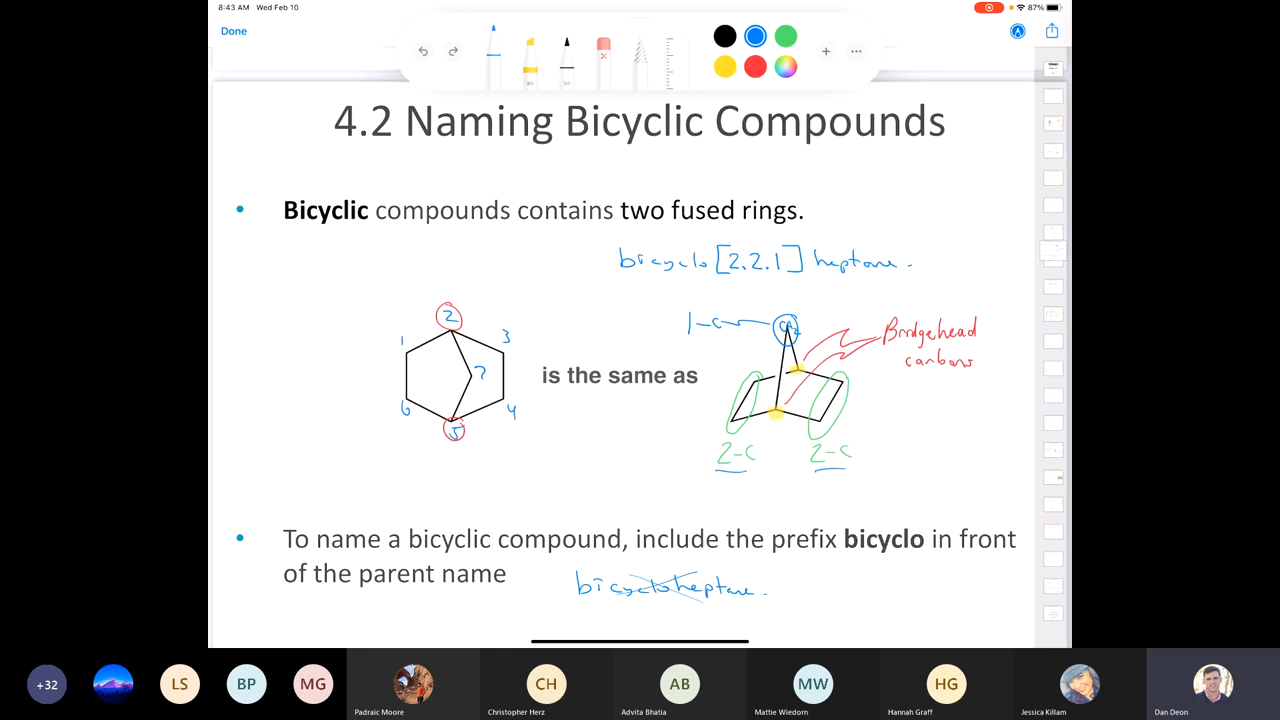 8:43 AM Wed Feb 10
87%
Done
4.2 Naming Bicyclic Compounds
• Bicyclic compounds contains two fused rings.
bicyclo [2.2.1] heptane.
2
1
3
7
6
4
5
is the same as
1-C
CH2
Bridgehead
carbons
2-C
2-C
• To name a bicyclic compound, include the prefix bicyclo in front
of the parent name
bicycloheptane.
+32
LS
BP
MG
CH
AB
MW
HG
Padraic Moore
Christopher Herz
Advita Bhatia
Mattie Wiedorn
Hannah Graff
Jessica Killam
Dan Deon